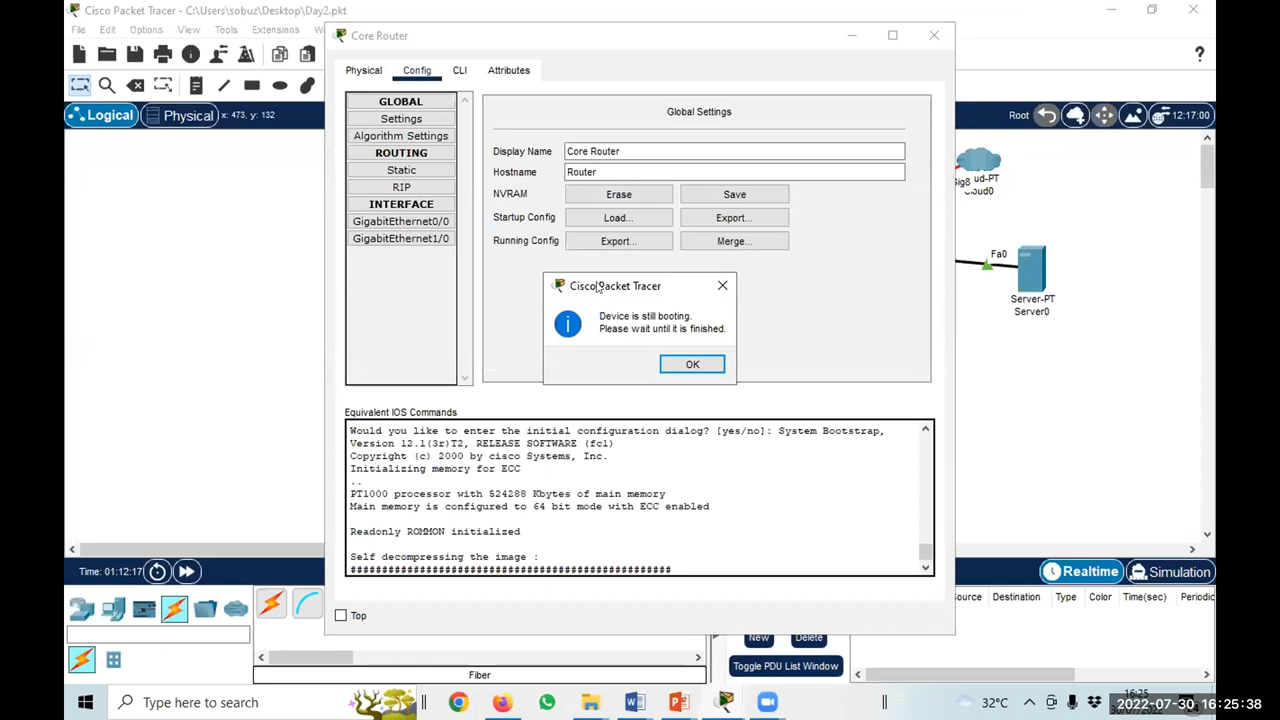 Cisco Packet Tracer - C:\Users\sobuz\Desktop\Day2.pkt
File Edit Options View Tools Extensions
Core Router
Physical Config CLI Attributes
?
Logical Physical x: 473, y: 132
Root 12:17:00
GLOBAL
Settings
Algorithm Settings
ROUTING
Static
RIP
INTERFACE
GigabitEthernet0/0
GigabitEthernet1/0
Global Settings
Display Name Core Router
Hostname Router
NVRAM Erase Save
Startup Config Load... Export...
Running Config Export... Merge...
Cisco Packet Tracer
Device is still booting.
Please wait until it is finished.
OK
Equivalent IOS Commands
Would you like to enter the initial configuration dialog? [yes/no]: System Bootstrap,
Version 12.1(3r)T2, RELEASE SOFTWARE (fc1)
Copyright (c) 2000 by cisco Systems, Inc.
Initializing memory for ECC
..
PT1000 processor with 524288 Kbytes of main memory
Main memory is configured to 64 bit mode with ECC enabled
Readonly ROMMON initialized
Self decompressing the image :
###################################################
Top
Gig8 ud-PT
Cloud0
Fa0
Server-PT
Server0
Time: 01:12:17
Realtime Simulation
ource Destination Type Color Time(sec) Periodic
New Delete
Toggle PDU List Window
Fiber
Type here to search
32°C
16:25
2022-07-30 16:25:38